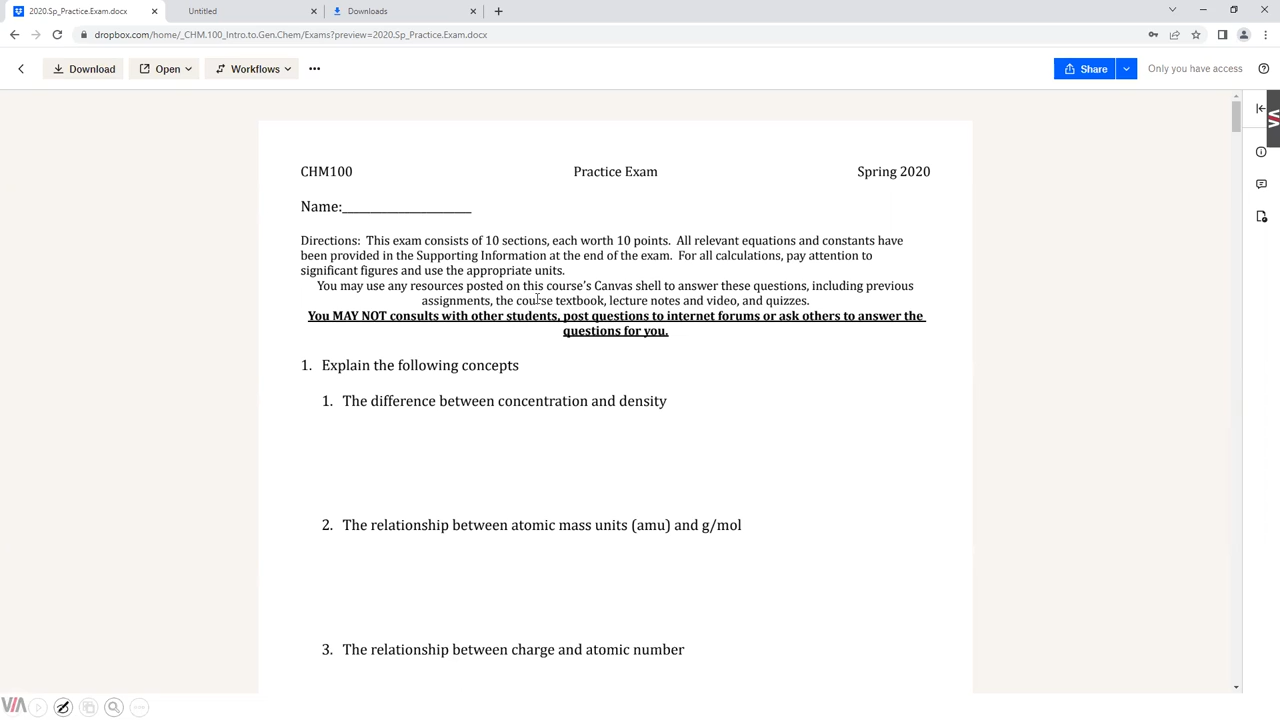 2020.Sp_Practice.Exam.docx
Untitled
Downloads
dropbox.com/home/_CHM.100_Intro.to.Gen.Chem/Exams?preview=2020.Sp_Practice.Exam.docx
Download
Open
Workflows
Share
Only you have access
CHM100 Practice Exam Spring 2020
Name:____________________
Directions: This exam consists of 10 sections, each worth 10 points. All relevant equations and constants have
been provided in the Supporting Information at the end of the exam. For all calculations, pay attention to
significant figures and use the appropriate units.
You may use any resources posted on this course's Canvas shell to answer these questions, including previous
assignments, the course textbook, lecture notes and video, and quizzes.
You MAY NOT consults with other students, post questions to internet forums or ask others to answer the
questions for you.
1. Explain the following concepts
1. The difference between concentration and density
2. The relationship between atomic mass units (amu) and g/mol
3. The relationship between charge and atomic number
VIA